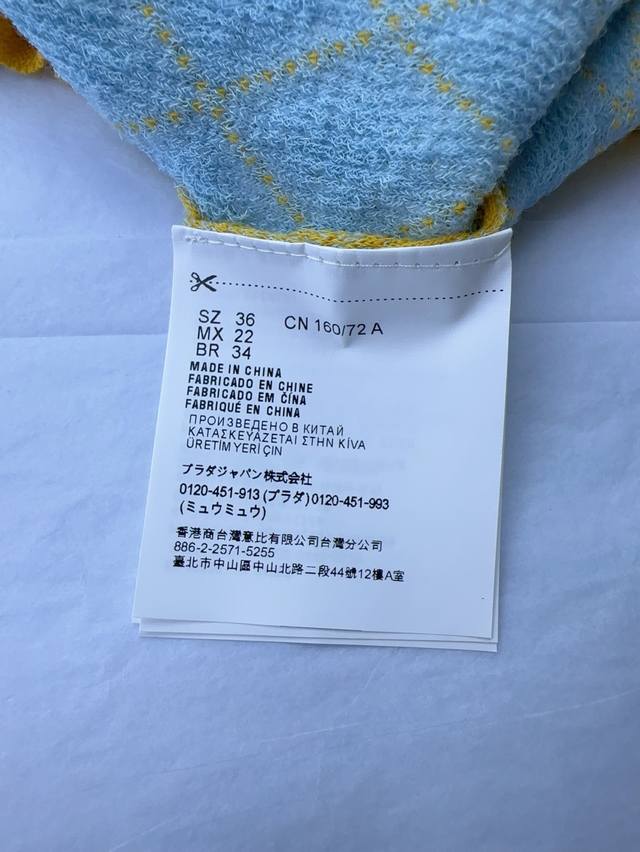 SZ 36 CN 160/72 A
MX 22
BR 34
MADE IN CHINA
FABRICADO EN CHINE
FABRICADO EM CÍNA
FABRIQUÉ EN CHINA
ПРОИЗВЕДЕНО В КИТАЙ
ΚΑΤΑΣΚΕΥΑΖΕΤΑΙ ΣΤΗΝ ΚΙVΑ
ÜRETİM YERİ ÇIN
プラダジャパン株式会社
0120-451-913 (プラダ) 0120-451-993
(ミュウミュウ)
香港商台灣意比有限公司台灣分公司
886-2-2571-5255
臺北市中山區中山北路二段44號12樓A室